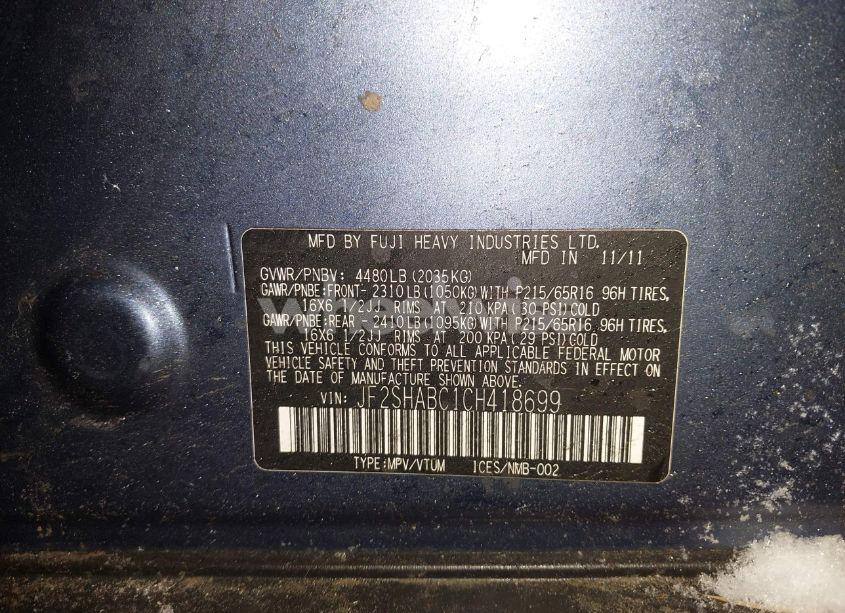 MFD BY FUJI HEAVY INDUSTRIES LTD.
MFD IN 11/11
GVWR/PNBV: 4480LB(2035KG)
GAWR/PNBE:FRONT- 2310LB(1050KG)WITH P215/65R16 96H TIRES,
16X6 1/2JJ RIMS AT 210 KPA(30 PSI)COLD
GAWR/PNBE:REAR - 2410LB(1095KG)WITH P215/65R16 96H TIRES,
16X6 1/2JJ RIMS AT 200 KPA(29 PSI)COLD
THIS VEHICLE CONFORMS TO ALL APPLICABLE FEDERAL MOTOR
VEHICLE SAFETY AND THEFT PREVENTION STANDARDS IN EFFECT ON
THE DATE OF MANUFACTURE SHOWN ABOVE.
VIN: JF2SHABC1CH418699
TYPE:MPV/VTUM ICES/NMB-002